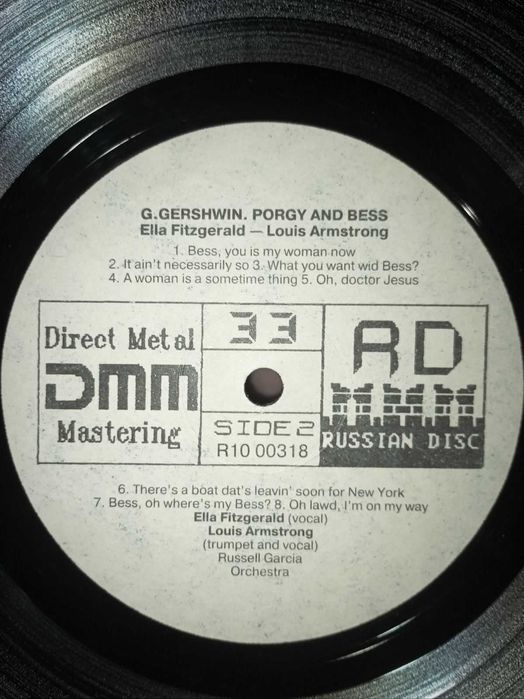 G.GERSHWIN. PORGY AND BESS
Ella Fitzgerald — Louis Armstrong
1. Bess, you is my woman now
2. It ain't necessarily so 3. What you want wid Bess?
4. A woman is a sometime thing 5. Oh, doctor Jesus
Direct Metal
DMM
Mastering
33
SIDE 2
R10 00318
RD
RUSSIAN DISC
6. There's a boat dat's leavin' soon for New York
7. Bess, oh where's my Bess? 8. Oh lawd, I'm on my way
Ella Fitzgerald (vocal)
Louis Armstrong
(trumpet and vocal)
Russell Garcia
Orchestra